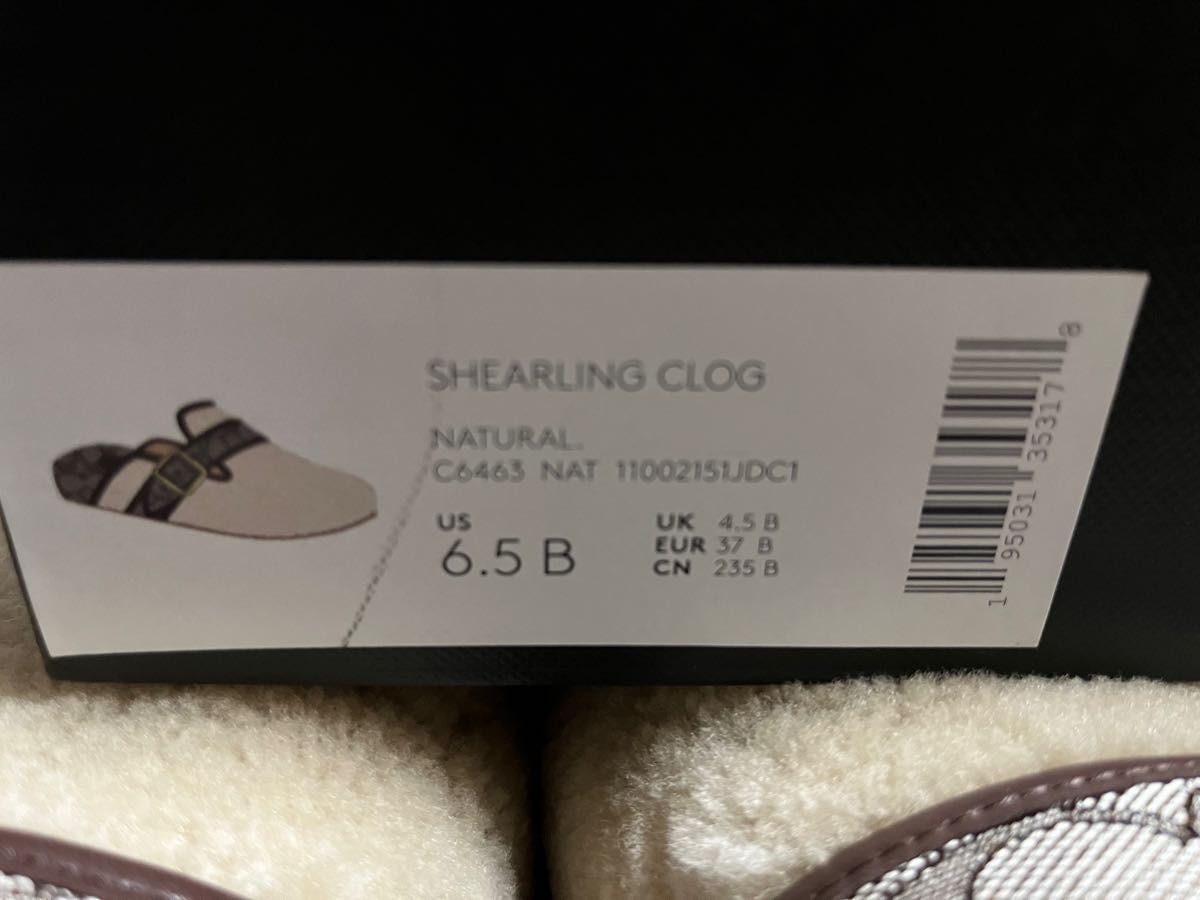 SHEARLING CLOG
NATURAL.
C6463 NAT 11002151JDC1
US
6.5 B
UK 4.5 B
EUR 37 B
CN 235 B
1 95031 35317 8